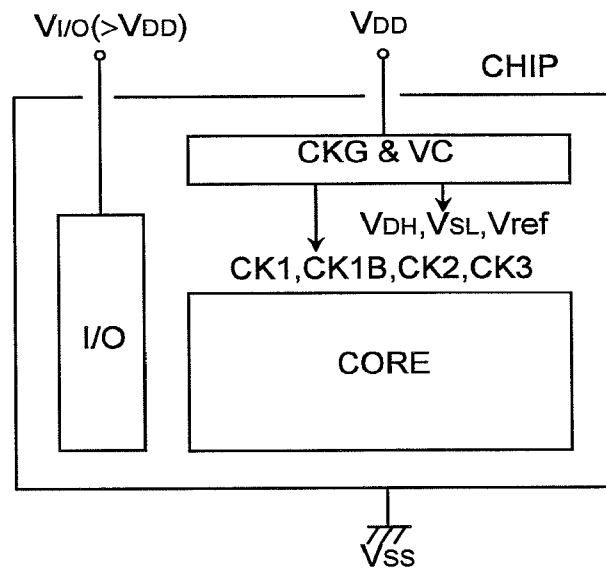 VI/O(>VDD)
VDD
CHIP
CKG & VC
VDH,VSL,Vref
CK1,CK1B,CK2,CK3
I/O
CORE
VSS